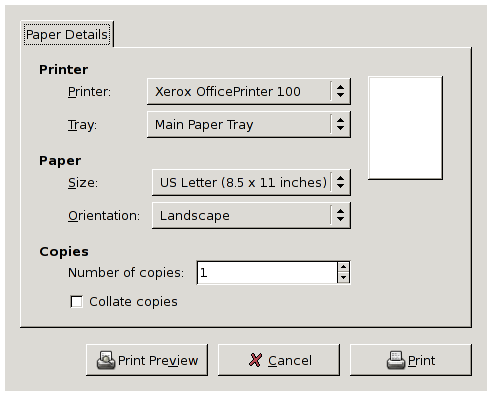 Paper Details
Printer
Printer: Xerox OfficePrinter 100
Tray: Main Paper Tray
Paper
Size: US Letter (8.5 x 11 inches)
Orientation: Landscape
Copies
Number of copies: 1
Collate copies
Print Preview Cancel Print